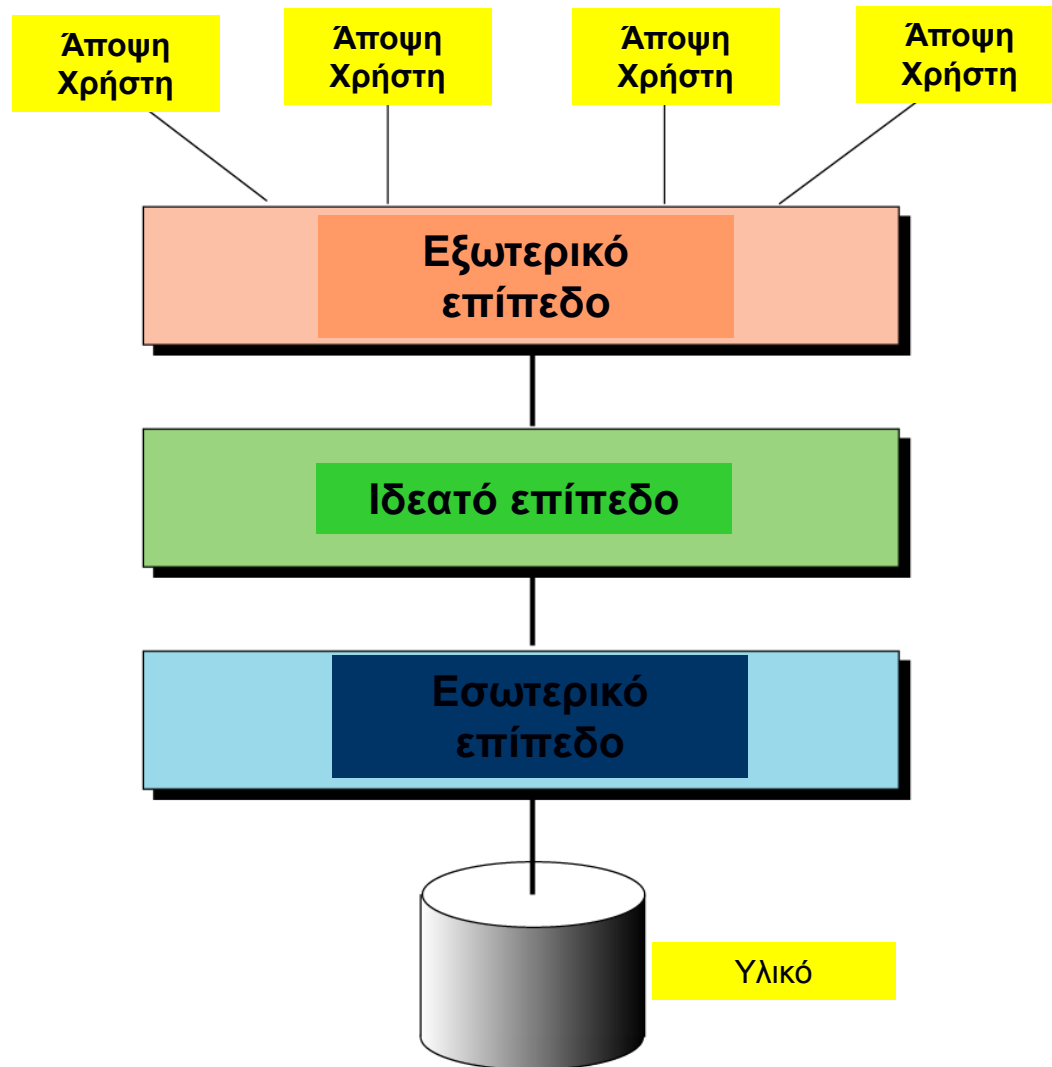 Άποψη
Χρήστη
Άποψη
Χρήστη
Άποψη
Χρήστη
Άποψη
Χρήστη
Εξωτερικό
επίπεδο
Ιδεατό επίπεδο
Εσωτερικό
επίπεδο
Υλικό